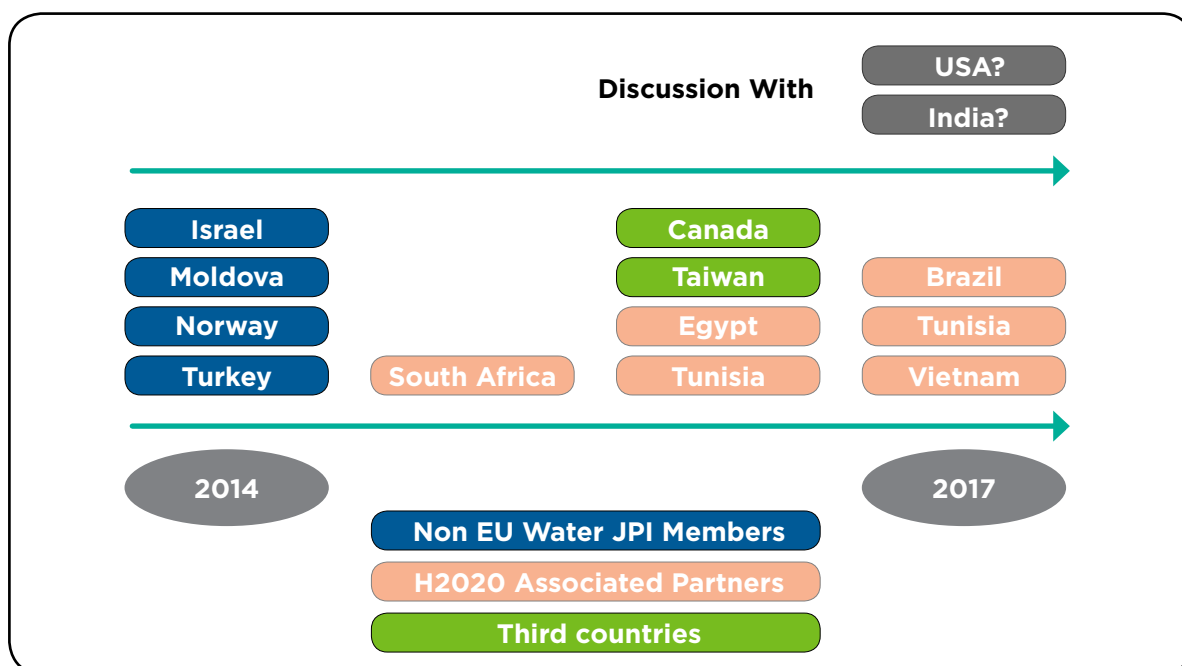 USA?
Discussion With
India?
Israel
Canada
Moldova
Taiwan
Brazil
Norway
Egypt
Tunisia
Turkey
South Africa
Tunisia
Vietnam
2014
2017
Non EU Water JPI Members
H2020 Associated Partners
Third countries